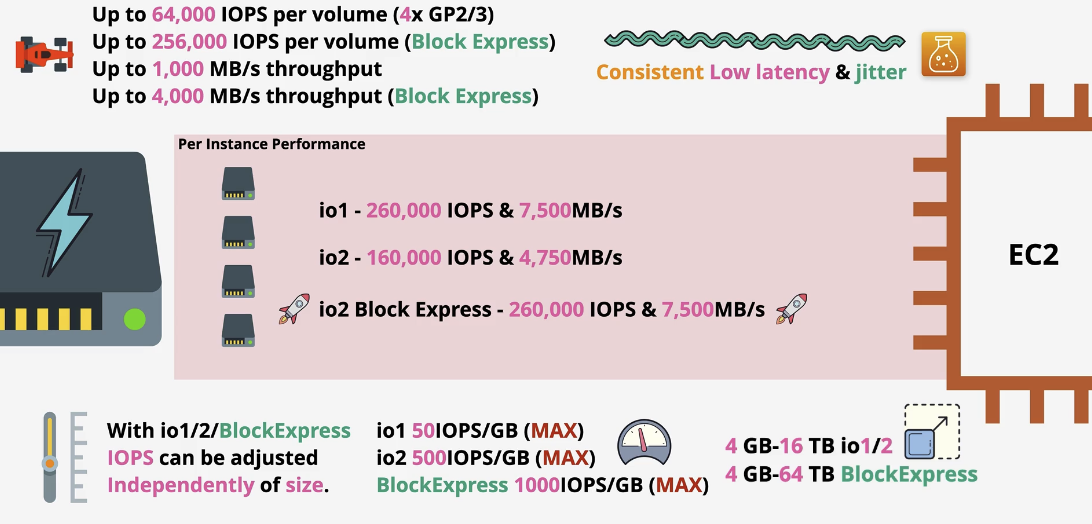 Up to 64,000 IOPS per volume (4x GP2/3)
Up to 256,000 IOPS per volume (Block Express)
Up to 1,000 MB/s throughput
Up to 4,000 MB/s throughput (Block Express)
Consistent Low latency & jitter
Per Instance Performance
io1 - 260,000 IOPS & 7,500MB/s
io2 - 160,000 IOPS & 4,750MB/s
io2 Block Express - 260,000 IOPS & 7,500MB/s
EC2
With io1/2/BlockExpress
IOPS can be adjusted
Independently of size.
io1 50IOPS/GB (MAX)
io2 500IOPS/GB (MAX)
BlockExpress 1000IOPS/GB (MAX)
4 GB-16 TB io1/2
4 GB-64 TB BlockExpress